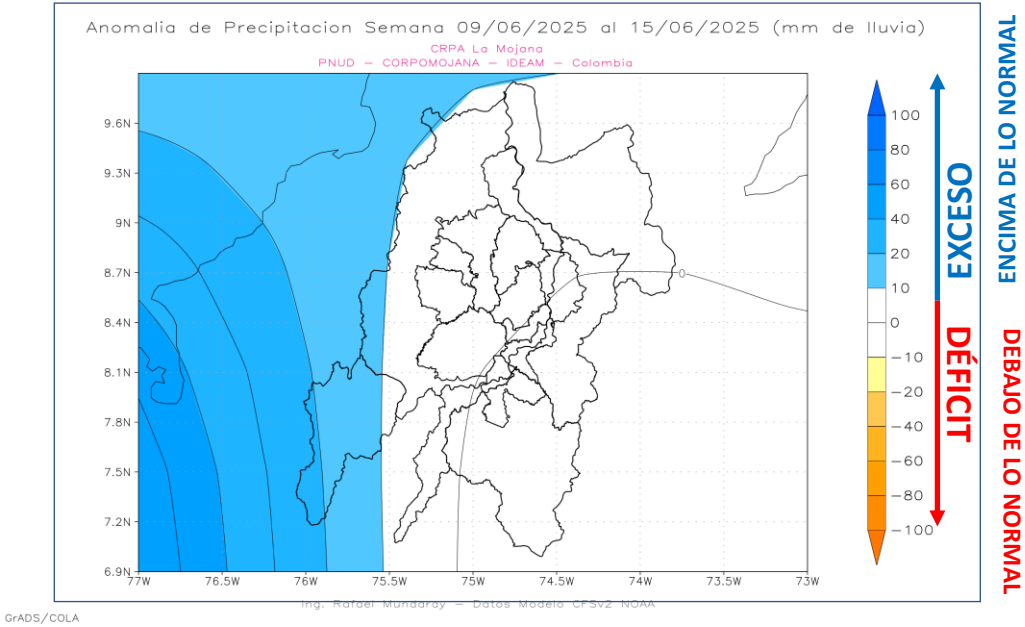 Anomalia de Precipitacion Semana 09/06/2025 al 15/06/2025 (mm de lluvia)
CRPA La Mojana
PNUD – CORPOMOJANA – IDEAM – Colombia
9.6N
9.3N
9N
8.7N
8.4N
8.1N
7.8N
7.5N
7.2N
6.9N
77W
76.5W
76W
75.5W
75W
74.5W
74W
73.5W
73W
0
100
80
60
40
20
10
0
−10
−20
−40
−60
−80
−100
EXCESO
DÉFICIT
ENCIMA DE LO NORMAL
DEBAJO DE LO NORMAL
Ing. Rafael Mundaray – Datos Modelo CFSv2 NOAA
GrADS/COLA